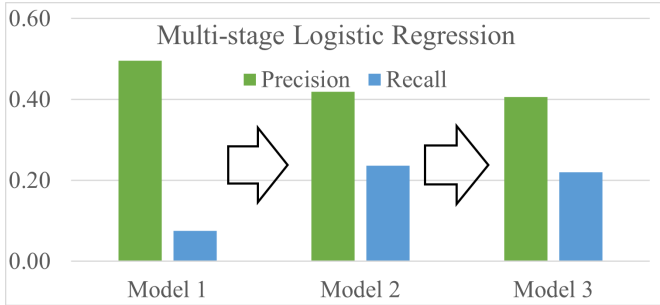 0.60
Multi-stage Logistic Regression
Precision Recall
0.40
0.20
0.00
Model 1 Model 2 Model 3